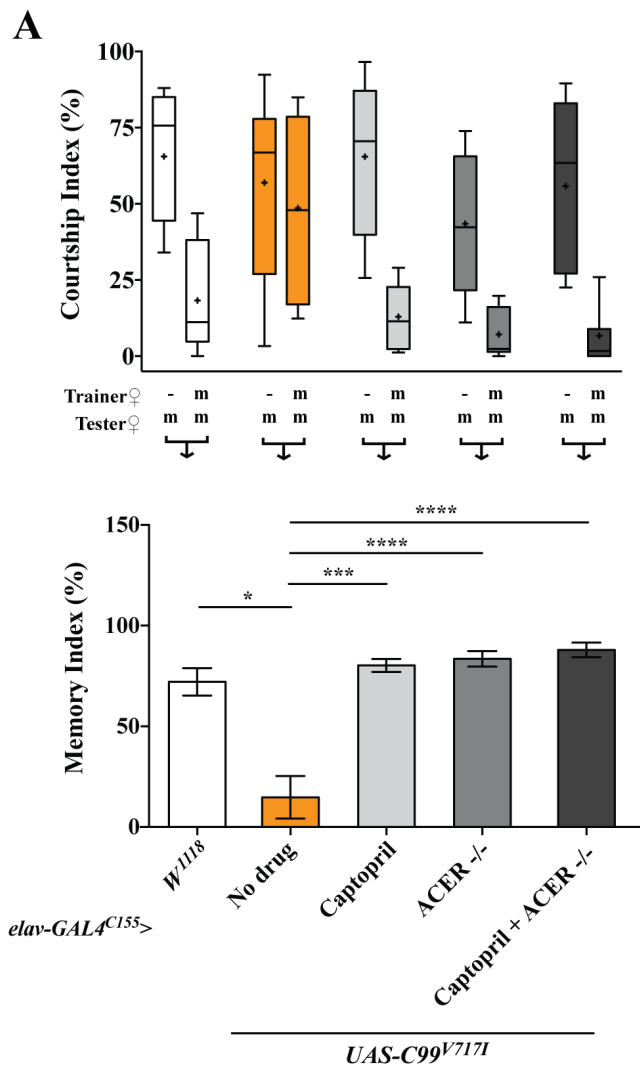 A
Courtship Index (%)
100
75
50
25
0
Trainer♀ - m - m - m - m - m
Tester♀ m m m m m m m m m m
Memory Index (%)
150
100
50
0
*
***
****
****
W1118
No drug
Captopril
ACER -/-
Captopril + ACER -/-
elav-GAL4C155>
UAS-C99V717I